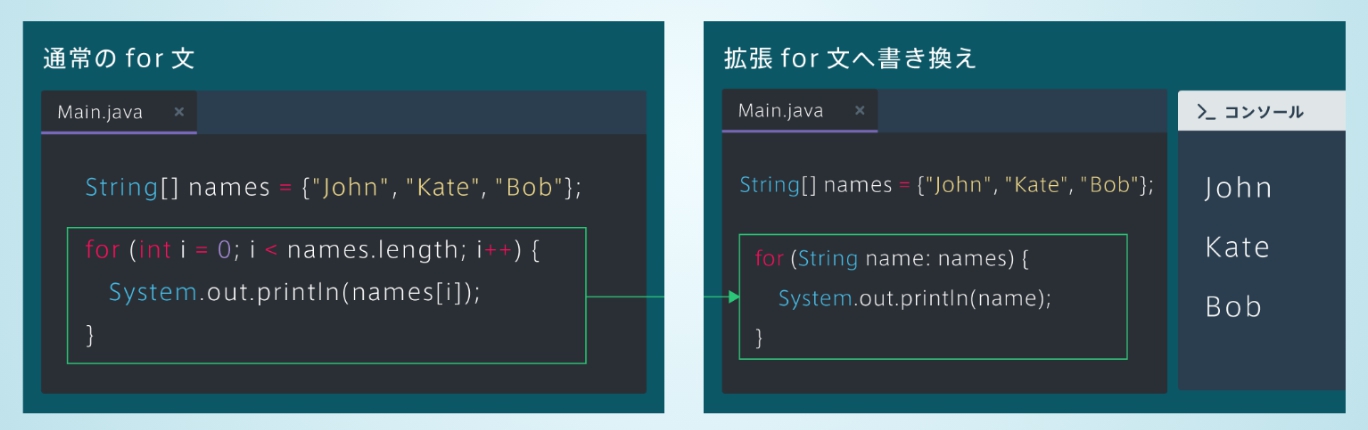 通常の for 文
Main.java ×
String[] names = {"John", "Kate", "Bob"};
for (int i = 0; i < names.length; i++) {
System.out.println(names[i]);
}
拡張 for 文へ書き換え
Main.java ×
String[] names = {"John", "Kate", "Bob"};
for (String name: names) {
System.out.println(name);
}
>_ コンソール
John
Kate
Bob